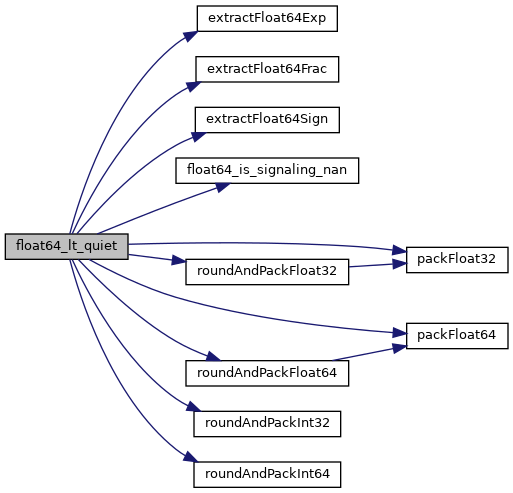 extractFloat64Exp
extractFloat64Frac
extractFloat64Sign
float64_is_signaling_nan
float64_lt_quiet
packFloat32
roundAndPackFloat32
packFloat64
roundAndPackFloat64
roundAndPackInt32
roundAndPackInt64